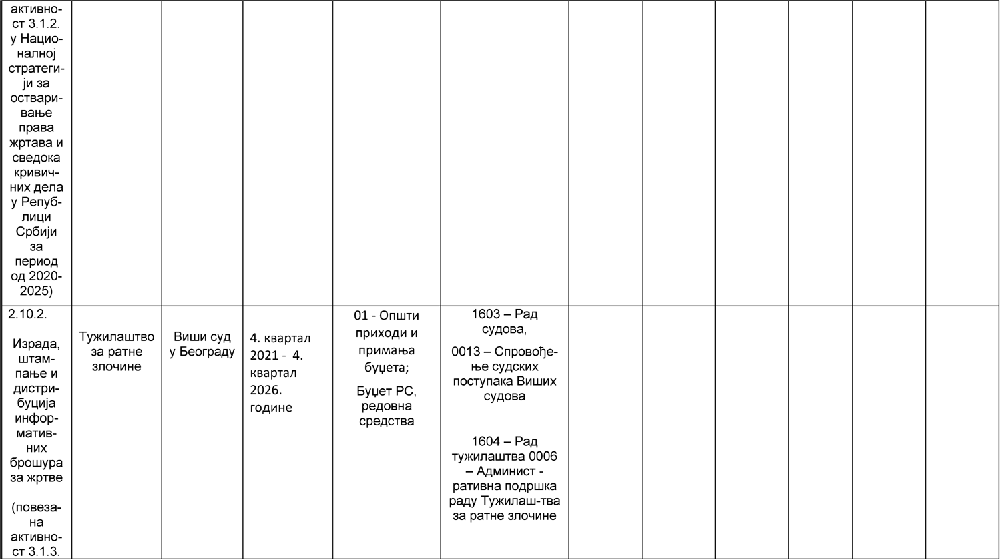 активно-
ст 3.1.2.
у Нацио-
налној
стратеги-
ји за
оствари-
вање
права
жртава и
сведока
кривич-
них дела
у Репуб-
лици
Србији
за
период
од 2020-
2025)
2.10.2.
Израда,
штам-
пање и
дистри-
буција
инфор-
матив-
них
брошура
за жртве
(повеза-
на
активно-
ст 3.1.3.
Тужилаштво
за ратне
злочине
Виши суд
у Београду
4. квартал
2021 - 4.
квартал
2026.
године
01 - Општи
приходи и
примања
буџета;
Буџет РС,
редовна
средства
1603 – Рад
судова,
0013 – Спровође-
ње судских
поступака Виших
судова
1604 – Рад
тужилаштва 0006
– Админист -
ративна подршка
раду Тужилаш-тва
за ратне злочине